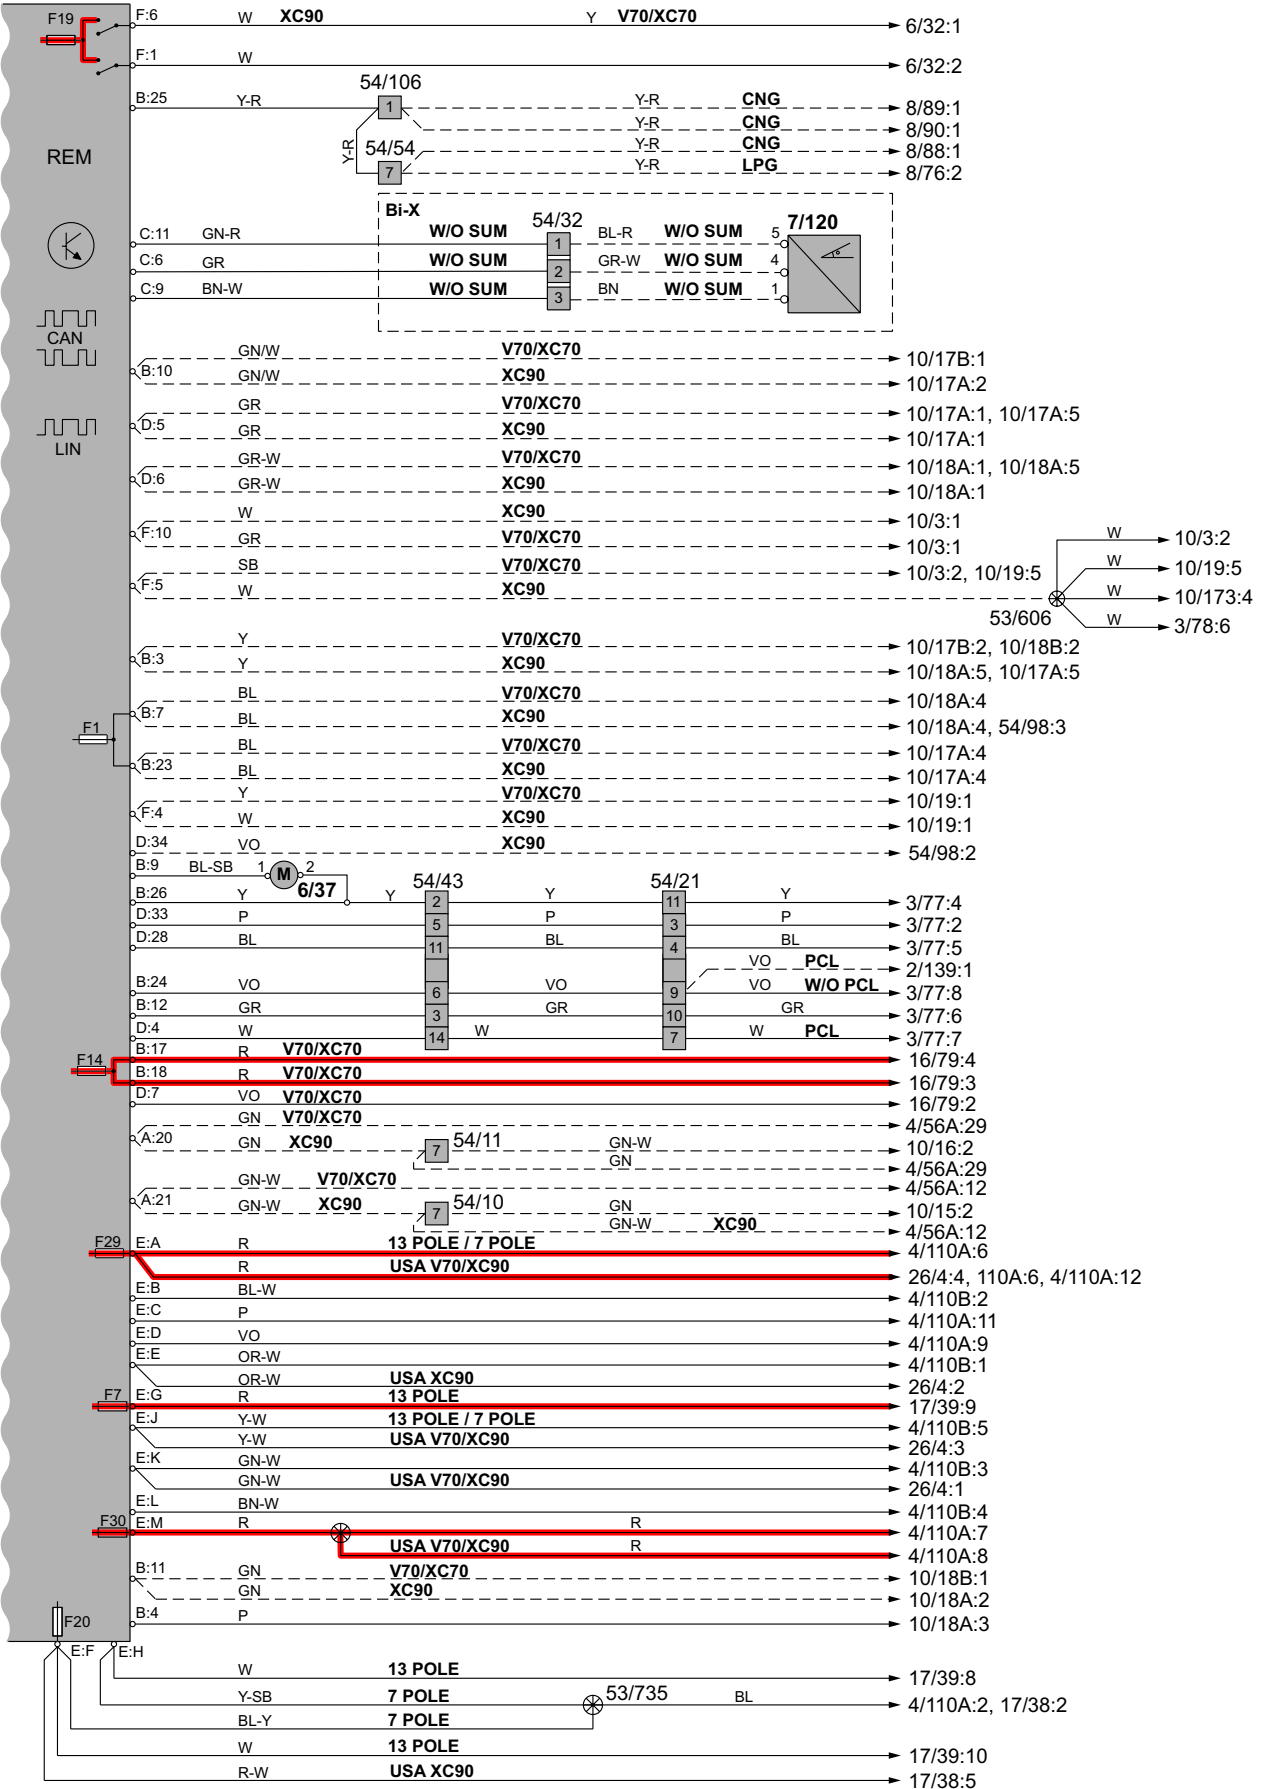 F19 F:6 W XC90 Y V70/XC70 6/32:1
F:1 W 6/32:2
54/106
B:25 Y-R 1 Y-R CNG 8/89:1
Y-R CNG 8/90:1
REM Y-R 54/54 Y-R CNG 8/88:1
7 Y-R LPG 8/76:2
Bi-X 54/32 7/120
C:11 GN-R W/O SUM 1 BL-R W/O SUM 5
C:6 GR W/O SUM 2 GR-W W/O SUM 4
C:9 BN-W W/O SUM 3 BN W/O SUM 1
CAN
GN/W V70/XC70 10/17B:1
B:10
GN/W XC90 10/17A:2
GR V70/XC70 10/17A:1, 10/17A:5
D:5
GR XC90 10/17A:1
LIN
GR-W V70/XC70 10/18A:1, 10/18A:5
D:6
GR-W XC90 10/18A:1
W XC90 10/3:1
F:10
GR V70/XC70 10/3:1
W 10/3:2
SB V70/XC70 10/3:2, 10/19:5
W 10/19:5
F:5
W XC90 W 10/173:4
53/606
W 3/78:6
Y V70/XC70 10/17B:2, 10/18B:2
B:3
Y XC90 10/18A:5, 10/17A:5
BL V70/XC70 10/18A:4
B:7
F1 BL XC90 10/18A:4, 54/98:3
BL V70/XC70 10/17A:4
B:23
BL XC90 10/17A:4
Y V70/XC70 10/19:1
F:4
W XC90 10/19:1
D:34 VO XC90 54/98:2
B:9 BL-SB 1 M 2
6/37 54/43 54/21
B:26 Y Y 2 Y 11 Y 3/77:4
D:33 P 5 P 3 P 3/77:2
D:28 BL 11 BL 4 BL 3/77:5
VO PCL 2/139:1
B:24 VO 6 VO 9 VO W/O PCL 3/77:8
B:12 GR 3 GR 10 GR 3/77:6
D:4 W 14 W 7 W PCL 3/77:7
F14 B:17 R V70/XC70 16/79:4
B:18 R V70/XC70 16/79:3
D:7 VO V70/XC70 16/79:2
GN V70/XC70 4/56A:29
A:20 GN XC90 7 54/11 GN-W 10/16:2
GN 4/56A:29
GN-W V70/XC70 4/56A:12
A:21 GN-W XC90 7 54/10 GN 10/15:2
GN-W XC90 4/56A:12
F29 E:A R 13 POLE / 7 POLE 4/110A:6
R USA V70/XC90 26/4:4, 110A:6, 4/110A:12
E:B BL-W 4/110B:2
E:C P 4/110A:11
E:D VO 4/110A:9
E:E OR-W 4/110B:1
OR-W USA XC90 26/4:2
F7 E:G R 13 POLE 17/39:9
E:J Y-W 13 POLE / 7 POLE 4/110B:5
Y-W USA V70/XC90 26/4:3
E:K GN-W 4/110B:3
GN-W USA V70/XC90 26/4:1
E:L BN-W 4/110B:4
F30 E:M R R 4/110A:7
USA V70/XC90 R 4/110A:8
B:11 GN V70/XC70 10/18B:1
GN XC90 10/18A:2
F20 B:4 P 10/18A:3
E:F E:H
W 13 POLE 17/39:8
Y-SB 7 POLE 53/735 BL 4/110A:2, 17/38:2
BL-Y 7 POLE
W 13 POLE 17/39:10
R-W USA XC90 17/38:5